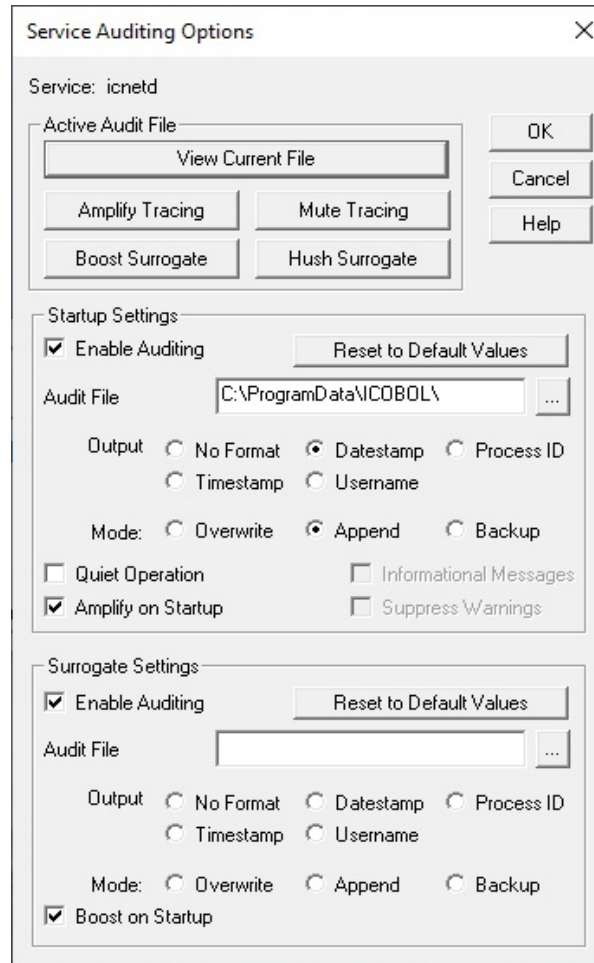 Service Auditing Options
Service: icnetd
Active Audit File
View Current File
Amplify Tracing Mute Tracing
Boost Surrogate Hush Surrogate
OK
Cancel
Help
Startup Settings
Enable Auditing Reset to Default Values
Audit File C:\ProgramData\ICOBOL\ ...
Output No Format Datestamp Process ID
Timestamp Username
Mode: Overwrite Append Backup
Quiet Operation Informational Messages
Amplify on Startup Suppress Warnings
Surrogate Settings
Enable Auditing Reset to Default Values
Audit File ...
Output No Format Datestamp Process ID
Timestamp Username
Mode: Overwrite Append Backup
Boost on Startup